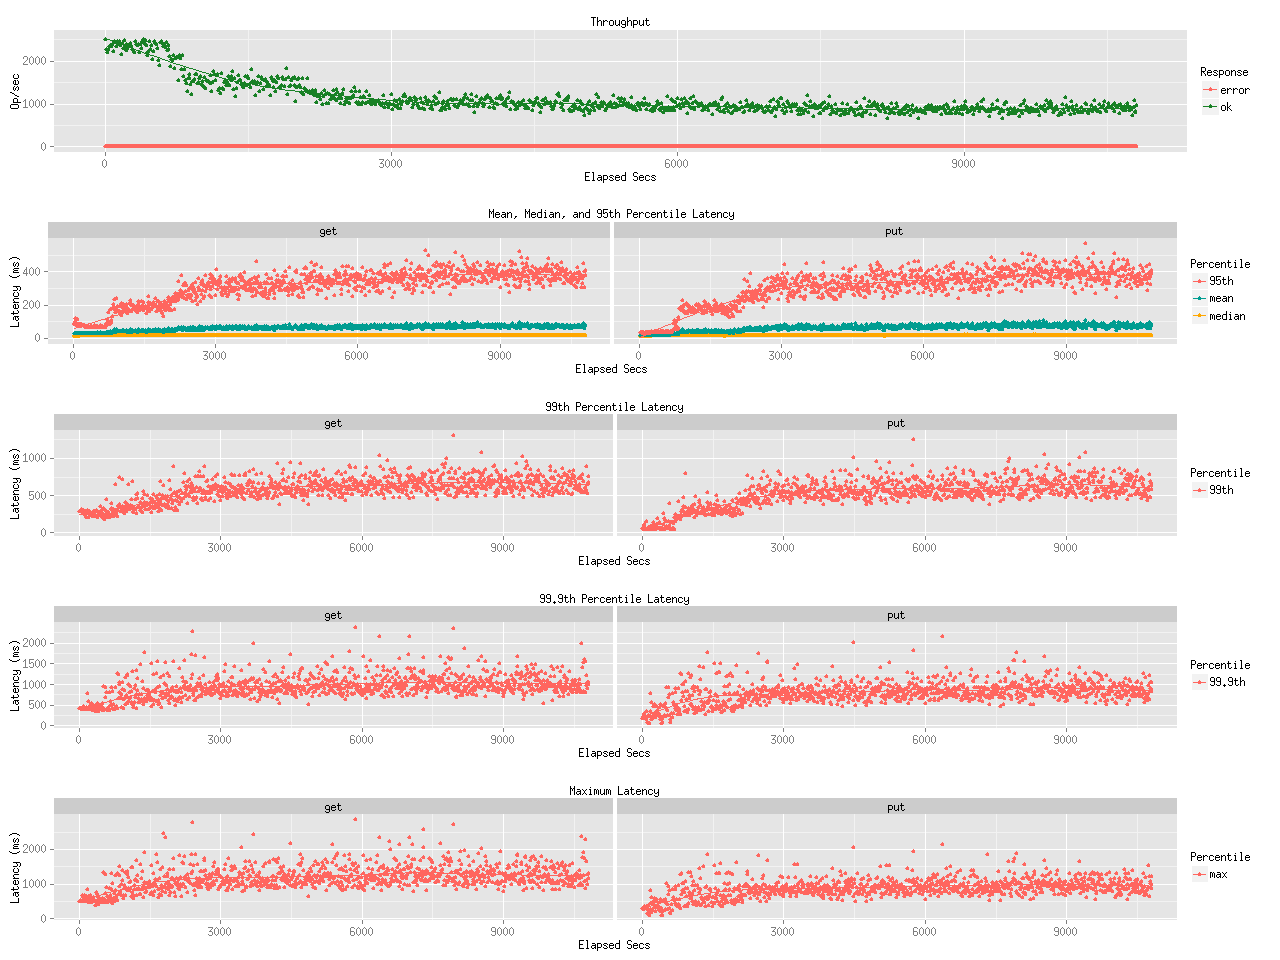 Throughput
Op/sec
2000
1000
0
0 3000 6000 9000
Elapsed Secs
Response
error
ok
Mean, Median, and 95th Percentile Latency
get put
Latency (ms)
400
200
0
0 3000 6000 9000 0 3000 6000 9000
Elapsed Secs
Percentile
95th
mean
median
99th Percentile Latency
get put
Latency (ms)
1000
500
0
0 3000 6000 9000 0 3000 6000 9000
Elapsed Secs
Percentile
99th
99.9th Percentile Latency
get put
Latency (ms)
2000
1500
1000
500
0
0 3000 6000 9000 0 3000 6000 9000
Elapsed Secs
Percentile
99.9th
Maximum Latency
get put
Latency (ms)
2000
1000
0
0 3000 6000 9000 0 3000 6000 9000
Elapsed Secs
Percentile
max